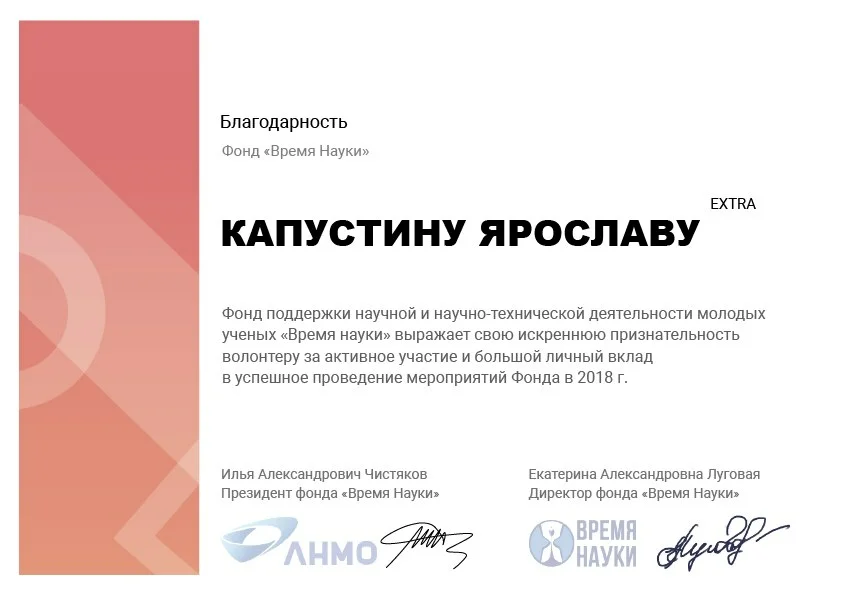 Благодарность
Фонд «Время Науки»
EXTRA
КАПУСТИНУ ЯРОСЛАВУ
Фонд поддержки научной и научно-технической деятельности молодых
ученых «Время науки» выражает свою искреннюю признательность
волонтеру за активное участие и большой личный вклад
в успешное проведение мероприятий Фонда в 2018 г.
Илья Александрович Чистяков
Президент фонда «Время Науки»
Екатерина Александровна Луговая
Директор фонда «Время Науки»
ЛНМО
ВРЕМЯ
НАУКИ